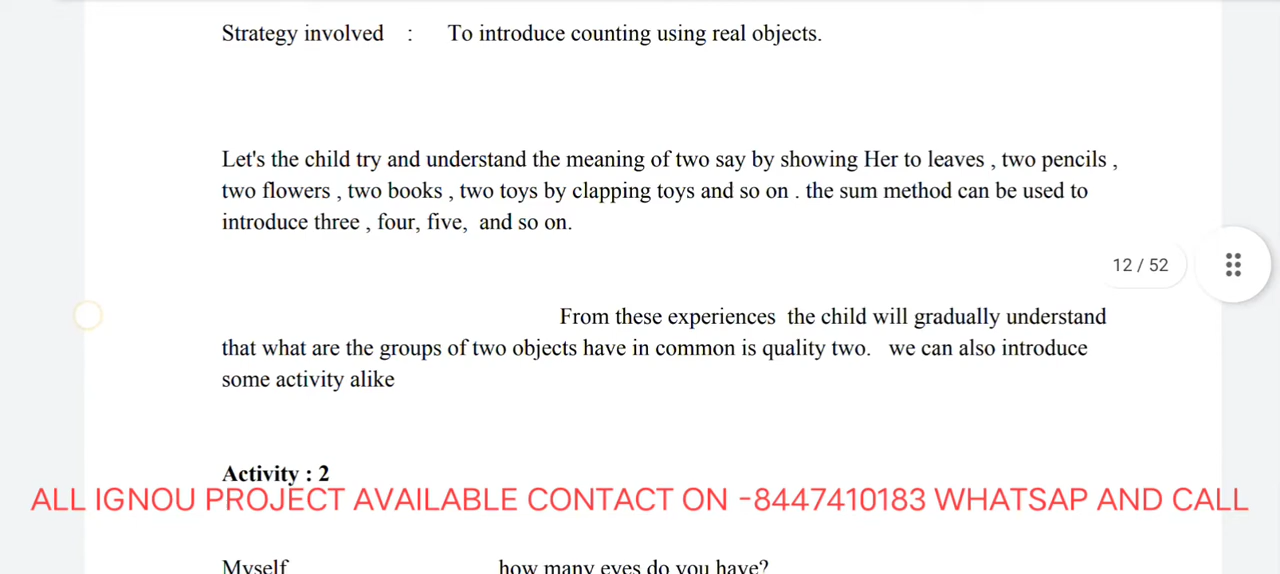 Strategy involved : To introduce counting using real objects.
Let's the child try and understand the meaning of two say by showing Her to leaves , two pencils ,
two flowers , two books , two toys by clapping toys and so on . the sum method can be used to
introduce three , four, five, and so on.
12 / 52
From these experiences the child will gradually understand
that what are the groups of two objects have in common is quality two. we can also introduce
some activity alike
Activity : 2
ALL IGNOU PROJECT AVAILABLE CONTACT ON -8447410183 WHATSAP AND CALL
Myself how many eyes do you have?